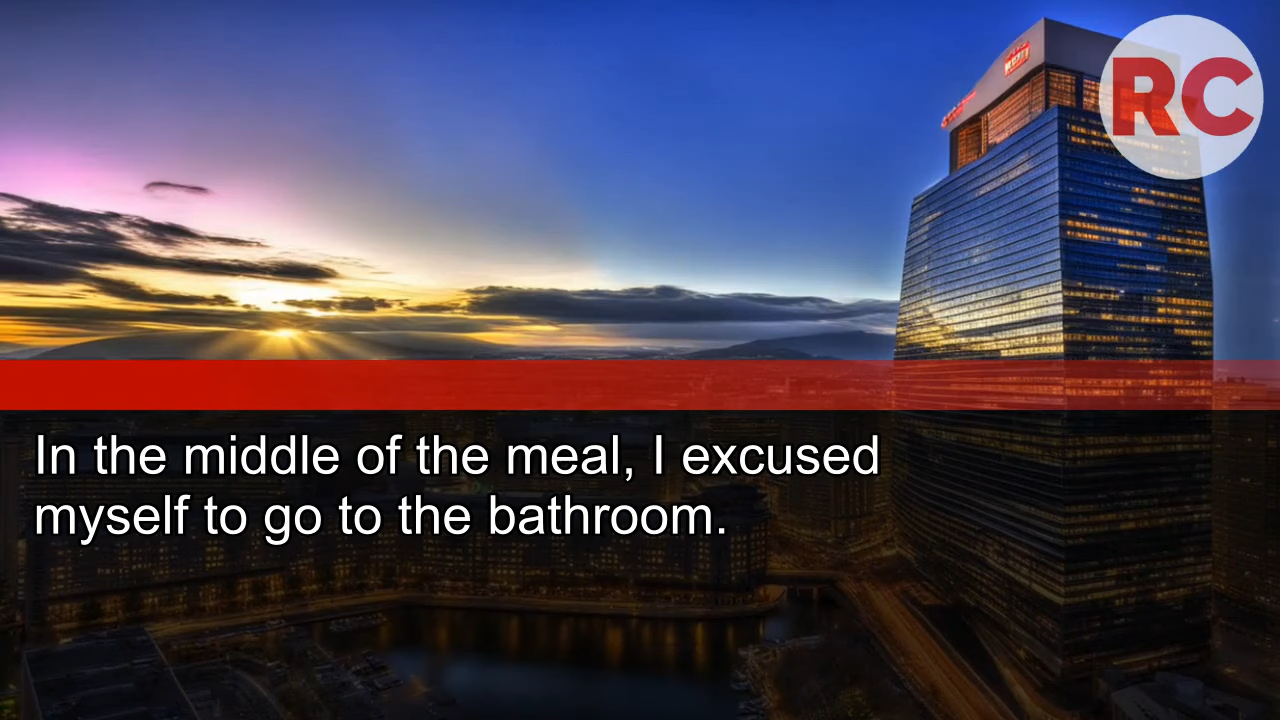 RC
In the middle of the meal, I excused
myself to go to the bathroom.